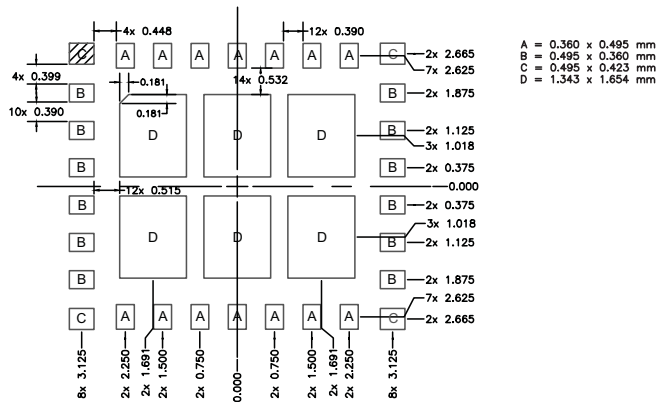 4x 0.448
12x 0.390
C A A A A A A A C
2x 2.665
7x 2.625
A = 0.360 x 0.495 mm
B = 0.495 x 0.360 mm
C = 0.495 x 0.423 mm
D = 1.343 x 1.654 mm
4x 0.399
0.181
14x 0.532
B B
2x 1.875
10x 0.390
0.181
B D D D B
2x 1.125
3x 1.018
B B
2x 0.375
12x 0.515
0.000
B B
2x 0.375
3x 1.018
B D D D B
2x 1.125
B B
2x 1.875
7x 2.625
C A A A A A A A C
2x 2.665
8x 3.125
2x 2.250
2x 1.691
2x 1.500
2x 0.750
0.000
2x 0.750
2x 1.500
2x 1.691
2x 2.250
8x 3.125